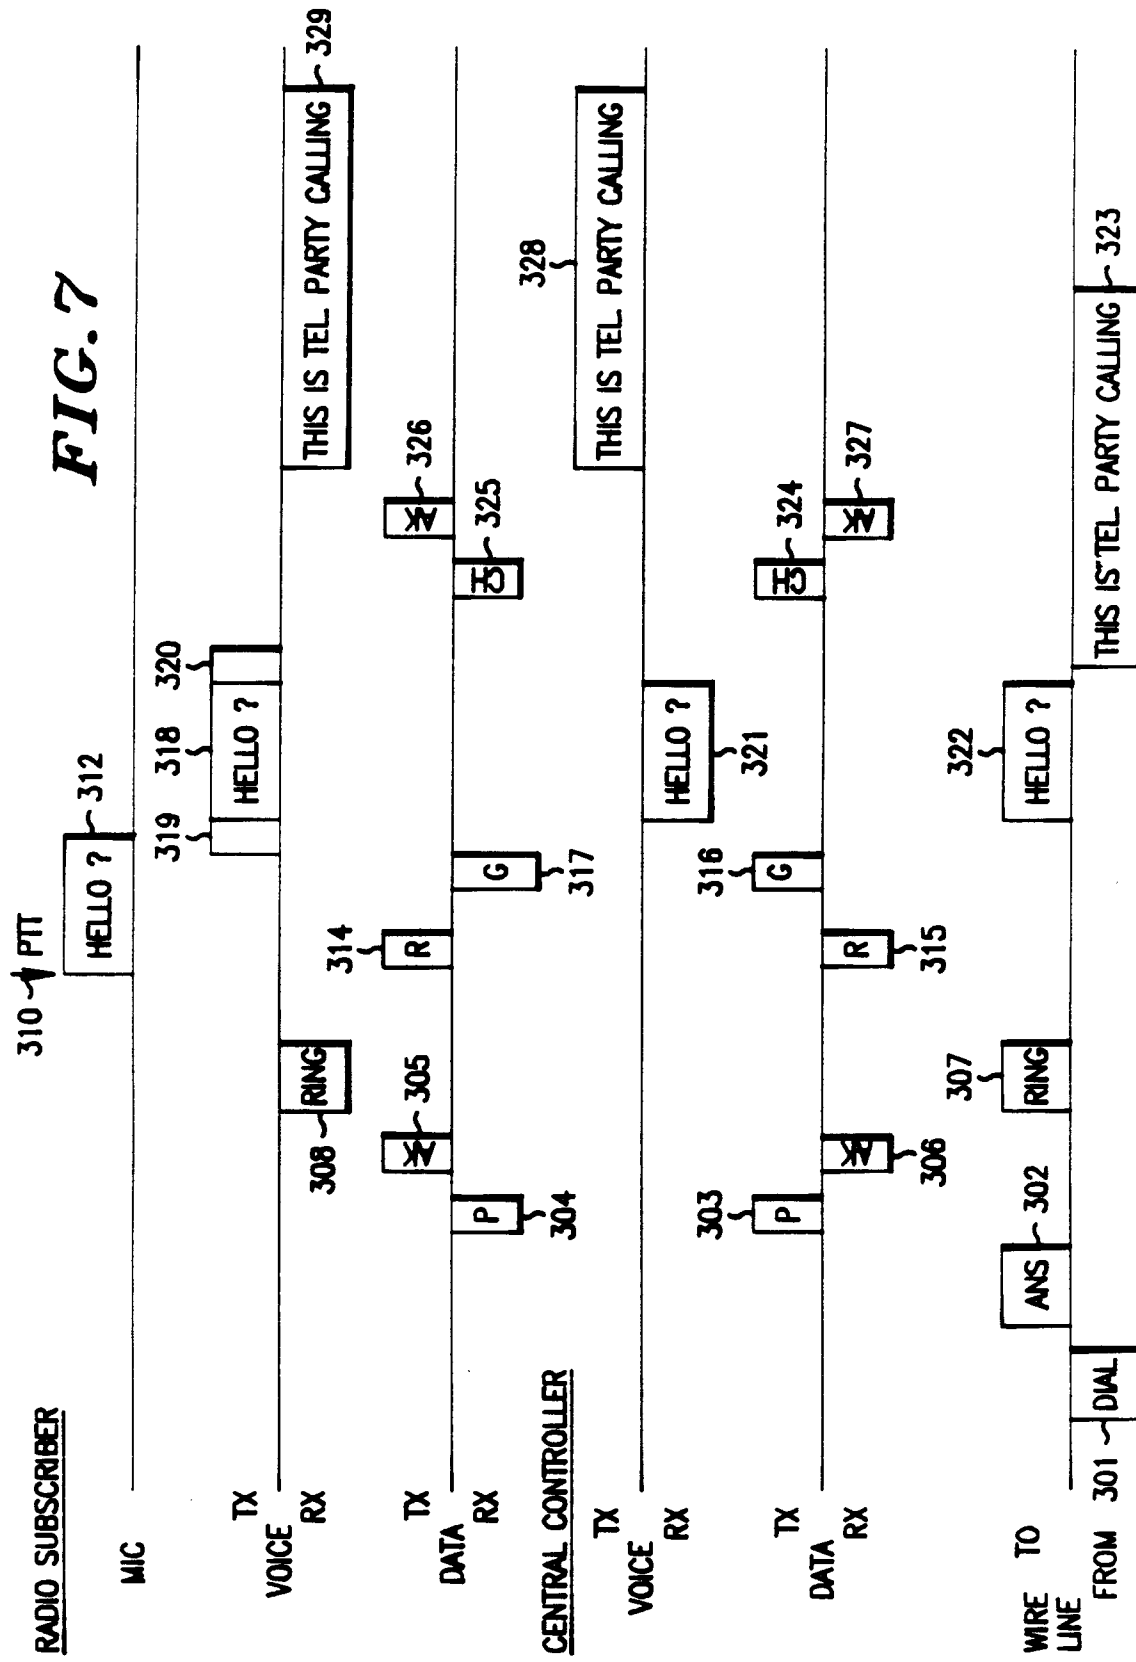 FIG. 7
RADIO SUBSCRIBER
310
PTT
MIC
HELLO ?
312
TX
VOICE
RX
308
RING
319
318
320
HELLO ?
THIS IS TEL. PARTY CALLING
329
TX
DATA
RX
P
304
305
314
R
G
317
325
326
CENTRAL CONTROLLER
TX
VOICE
RX
HELLO ?
321
328
THIS IS TEL. PARTY CALLING
TX
DATA
RX
303
P
306
R
315
316
G
324
327
WIRE LINE
TO
FROM
301
DIAL
ANS
302
307
RING
322
HELLO ?
THIS IS TEL. PARTY CALLING
323